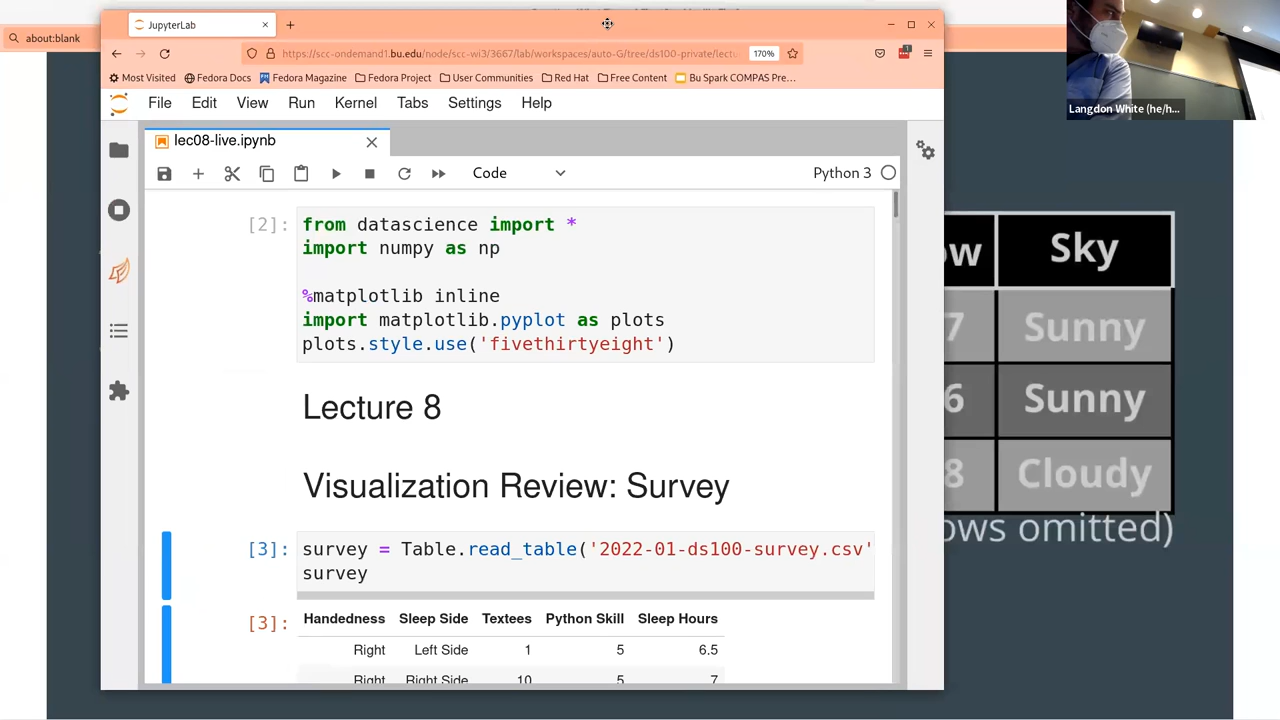 about:blank
JupyterLab
https://scc-ondemand1.bu.edu/node/scc-wi3/3667/lab/workspaces/auto-G/tree/ds100-private/lectu
170%
1
Most Visited
Fedora Docs
Fedora Magazine
Fedora Project
User Communities
Red Hat
Free Content
Bu Spark COMPAS Pre…
Langdon White (he/h...
File Edit View Run Kernel Tabs Settings Help
lec08-live.ipynb
Code
Python 3
[2]:
from datascience import *
import numpy as np
%matplotlib inline
import matplotlib.pyplot as plots
plots.style.use('fivethirtyeight')
Lecture 8
Visualization Review: Survey
[3]:
survey = Table.read_table('2022-01-ds100-survey.csv'
survey
[3]:
Handedness Sleep Side Textees Python Skill Sleep Hours
Right Left Side 1 5 6.5
Right Right Side 10 5 7
ow Sky
7 Sunny
6 Sunny
8 Cloudy
ows omitted)